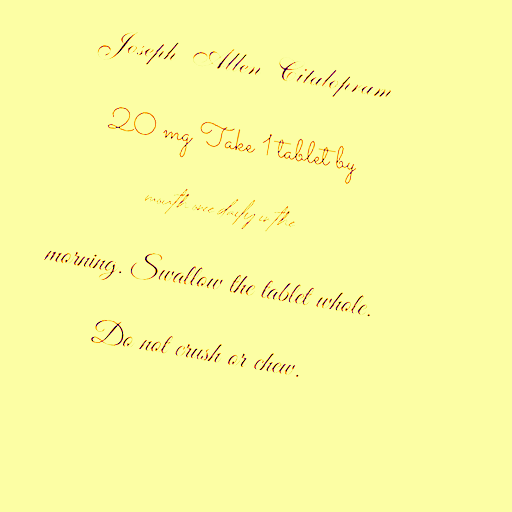 Joseph Allen Citalopram
20 mg Take 1 tablet by
mouth once daily in the
morning. Swallow the tablet whole.
Do not crush or chew.